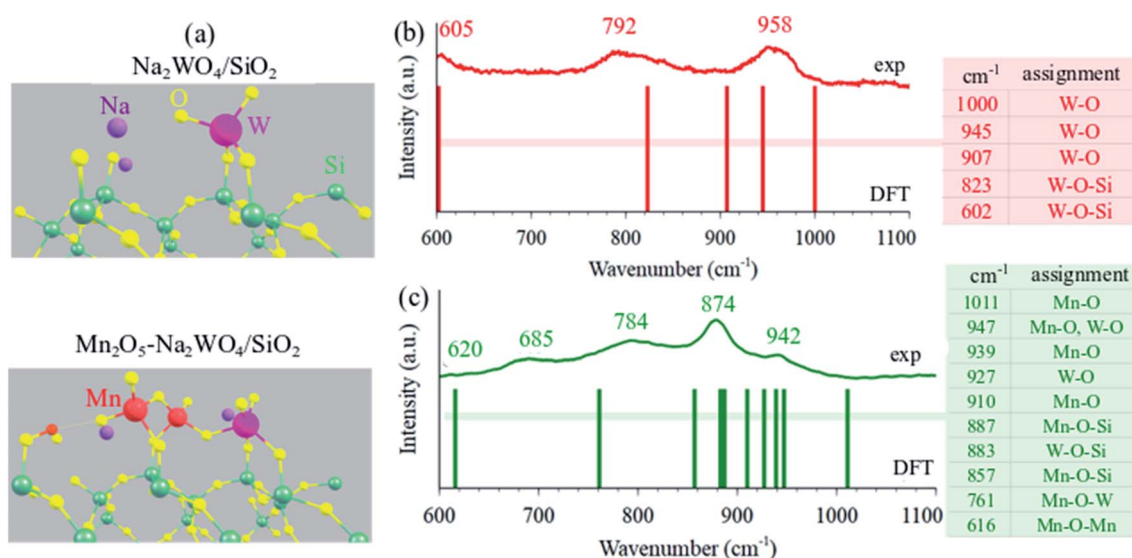 (a)
Na₂WO₄/SiO₂
Na
O
W
Si
Mn₂O₅-Na₂WO₄/SiO₂
Mn
(b)
605 792 958
exp
DFT
Intensity (a.u.)
600 700 800 900 1000 1100
Wavenumber (cm⁻¹)
cm⁻¹ assignment
1000 W-O
945 W-O
907 W-O
823 W-O-Si
602 W-O-Si
(c)
620 685 784 874 942
exp
DFT
Intensity (a.u.)
600 700 800 900 1000 1100
Wavenumber (cm⁻¹)
cm⁻¹ assignment
1011 Mn-O
947 Mn-O, W-O
939 Mn-O
927 W-O
910 Mn-O
887 Mn-O-Si
883 W-O-Si
857 Mn-O-Si
761 Mn-O-W
616 Mn-O-Mn